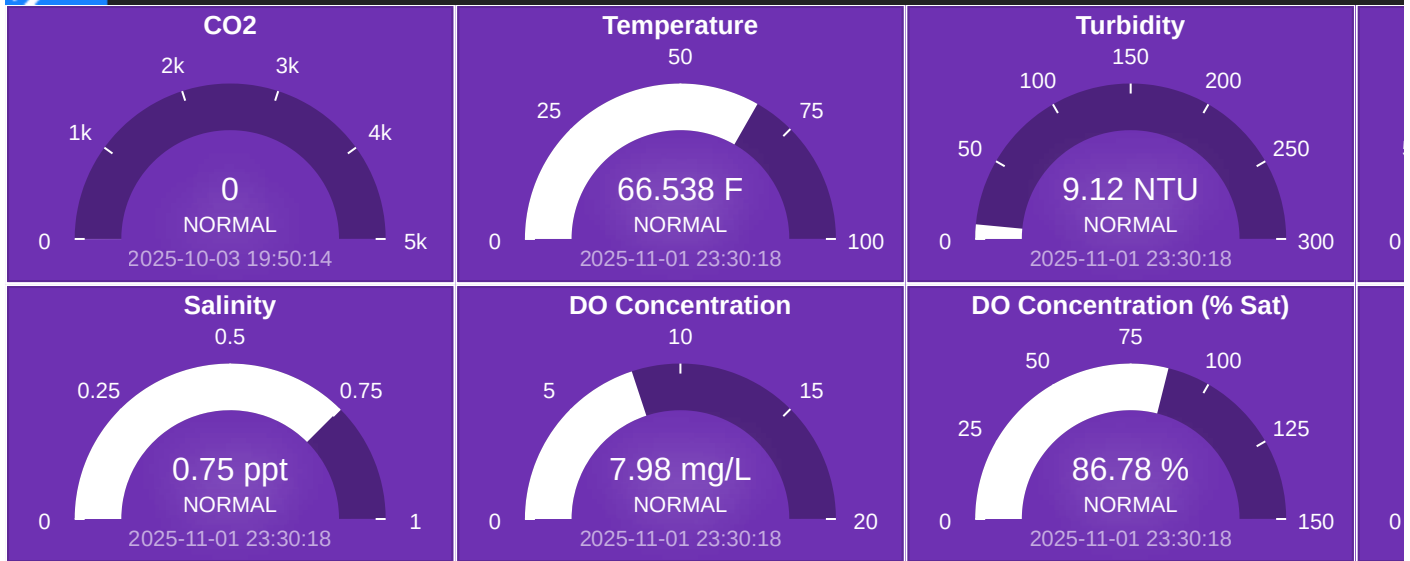 CO2
2k
3k
1k
4k
0
NORMAL
0
5k
2025-10-03 19:50:14
Temperature
50
25
75
66.538 F
NORMAL
0
100
2025-11-01 23:30:18
Turbidity
150
100
200
50
250
9.12 NTU
NORMAL
0
300
2025-11-01 23:30:18
0
Salinity
0.5
0.25
0.75
0.75 ppt
NORMAL
0
1
2025-11-01 23:30:18
DO Concentration
10
5
15
7.98 mg/L
NORMAL
0
20
2025-11-01 23:30:18
DO Concentration (% Sat)
75
50
100
25
125
86.78 %
NORMAL
0
150
2025-11-01 23:30:18
0